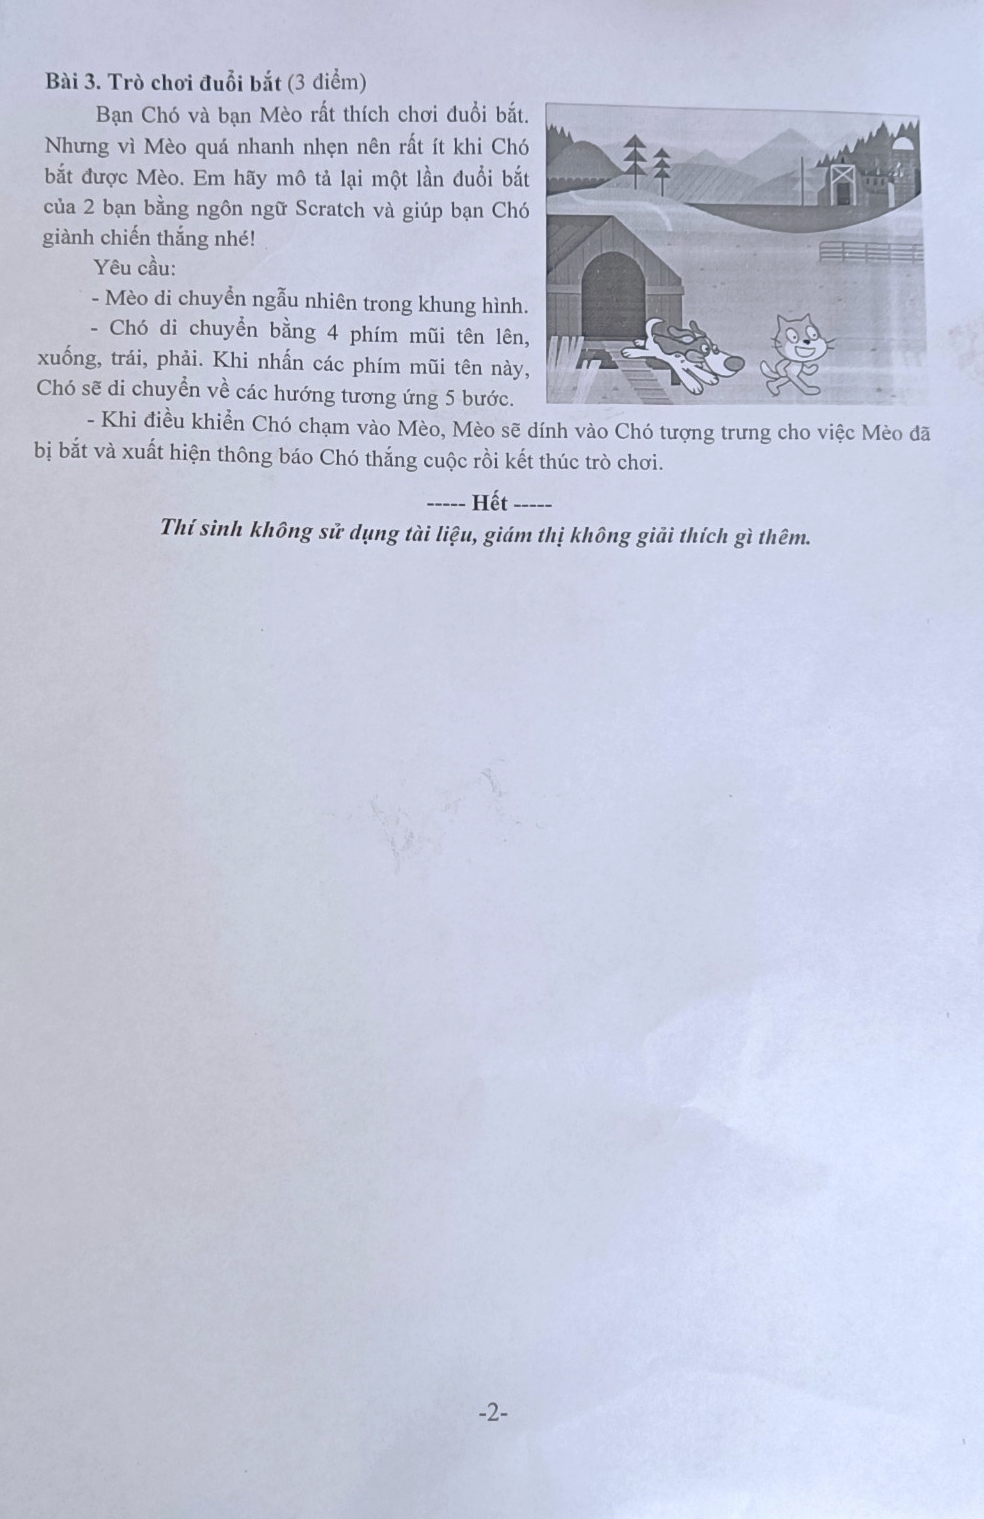 Bài 3. Trò chơi đuổi bắt (3 điểm)
Bạn Chó và bạn Mèo rất thích chơi đuổi bắt.
Nhưng vì Mèo quá nhanh nhẹn nên rất ít khi Chó
bắt được Mèo. Em hãy mô tả lại một lần đuổi bắt
của 2 bạn bằng ngôn ngữ Scratch và giúp bạn Chó
giành chiến thắng nhé!
Yêu cầu:
- Mèo di chuyển ngẫu nhiên trong khung hình.
- Chó di chuyển bằng 4 phím mũi tên lên,
xuống, trái, phải. Khi nhấn các phím mũi tên này,
Chó sẽ di chuyển về các hướng tương ứng 5 bước.
- Khi điều khiển Chó chạm vào Mèo, Mèo sẽ dính vào Chó tượng trưng cho việc Mèo đã
bị bắt và xuất hiện thông báo Chó thắng cuộc rồi kết thúc trò chơi.
----- Hết -----
Thí sinh không sử dụng tài liệu, giám thị không giải thích gì thêm.
-2-